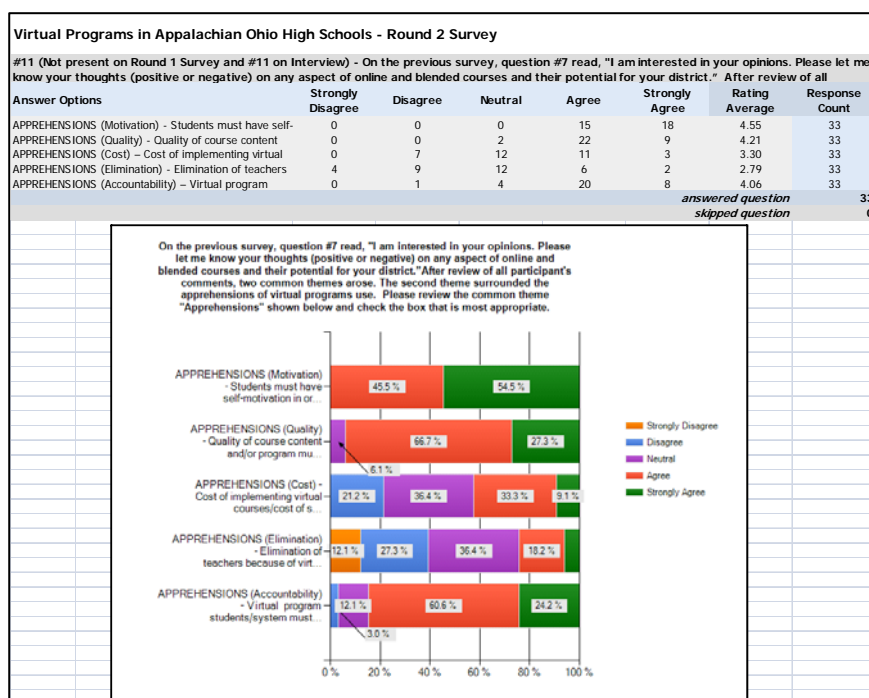 Virtual Programs in Appalachian Ohio High Schools - Round 2 Survey
#11 (Not present on Round 1 Survey and #11 on Interview) - On the previous survey, question #7 read, "I am interested in your opinions. Please let me
know your thoughts (positive or negative) on any aspect of online and blended courses and their potential for your district." After review of all
Answer Options Strongly Disagree Disagree Neutral Agree Strongly Agree Rating Average Response Count
APPREHENSIONS (Motivation) - Students must have self- 0 0 0 15 18 4.55 33
APPREHENSIONS (Quality) - Quality of course content 0 0 2 22 9 4.21 33
APPREHENSIONS (Cost) – Cost of implementing virtual 0 7 12 11 3 3.30 33
APPREHENSIONS (Elimination) - Elimination of teachers 4 9 12 6 2 2.79 33
APPREHENSIONS (Accountability) – Virtual program 0 1 4 20 8 4.06 33
answered question
skipped question
On the previous survey, question #7 read, "I am interested in your opinions. Please
let me know your thoughts (positive or negative) on any aspect of online and
blended courses and their potential for your district."After review of all participant's
comments, two common themes arose. The second theme surrounded the
apprehensions of virtual programs use. Please review the common theme
"Apprehensions" shown below and check the box that is most appropriate.
APPREHENSIONS (Motivation)
- Students must have
self-motivation in or...
45.5 % 54.5 %
APPREHENSIONS (Quality)
- Quality of course content
and/or program mu...
66.7 % 27.3 %
6.1 %
APPREHENSIONS (Cost) -
Cost of implementing virtual
courses/cost of s...
21.2 % 36.4 % 33.3 % 9.1 %
APPREHENSIONS (Elimination)
- Elimination of
teachers because of virt...
12.1 % 27.3 % 36.4 % 18.2 %
APPREHENSIONS (Accountability)
- Virtual program
students/system must...
12.1 % 60.6 % 24.2 %
3.0 %
Strongly Disagree
Disagree
Neutral
Agree
Strongly Agree
0 % 20 % 40 % 60 % 80 % 100 %